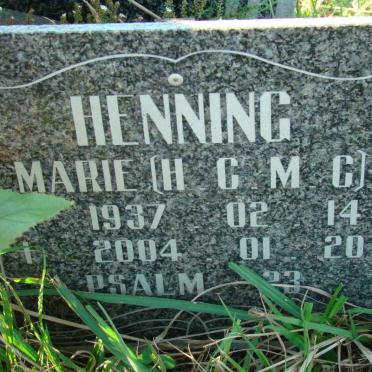 HENNING
MARIE (H C M C)
1937 02 14
† 2004 01 20
PSALM 23